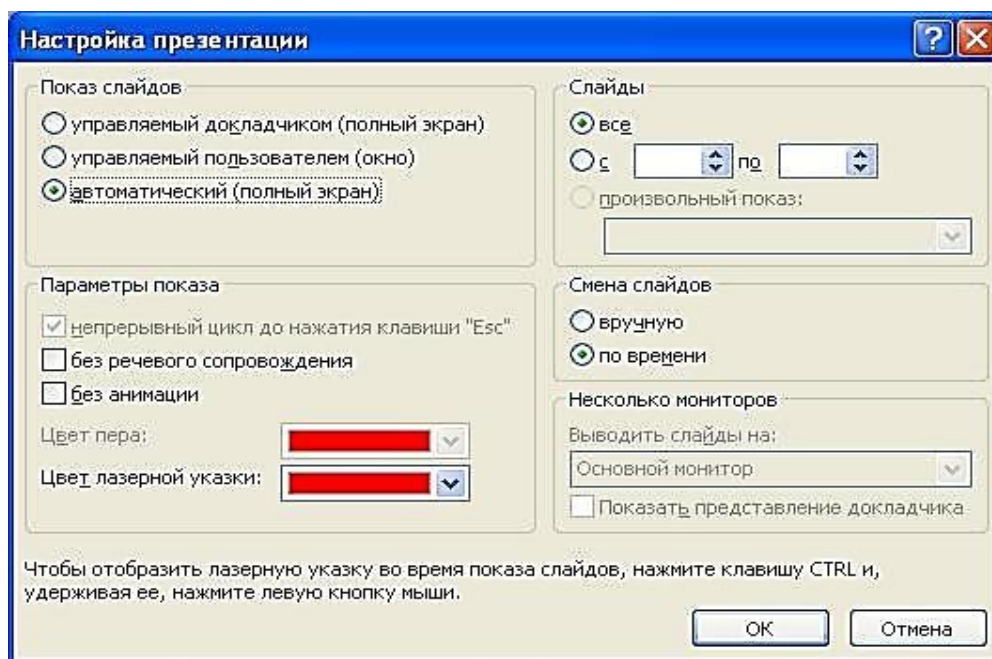 Настройка презентации
Показ слайдов
управляемый докладчиком (полный экран)
управляемый пользователем (окно)
автоматический (полный экран)
Слайды
все
с по
произвольный показ:
Параметры показа
непрерывный цикл до нажатия клавиши "Esc"
без речевого сопровождения
без анимации
Цвет пера:
Цвет лазерной указки:
Смена слайдов
вручную
по времени
Несколько мониторов
Выводить слайды на:
Основной монитор
Показать представление докладчика
Чтобы отобразить лазерную указку во время показа слайдов, нажмите клавишу CTRL и,
удерживая ее, нажмите левую кнопку мыши.
ОК Отмена